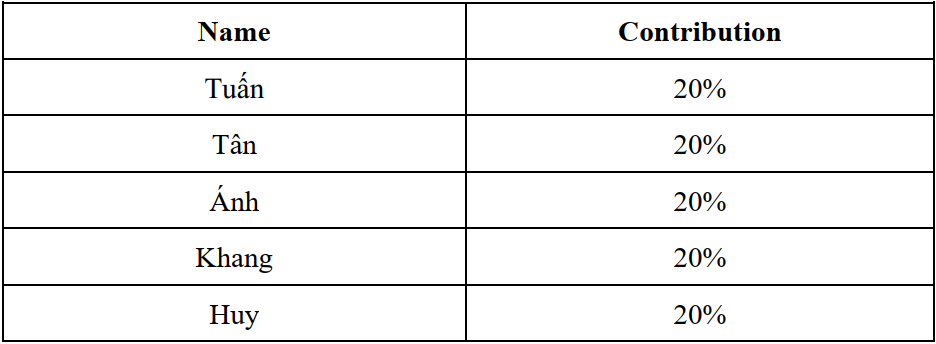 Name Contribution
Tuấn 20%
Tân 20%
Ánh 20%
Khang 20%
Huy 20%